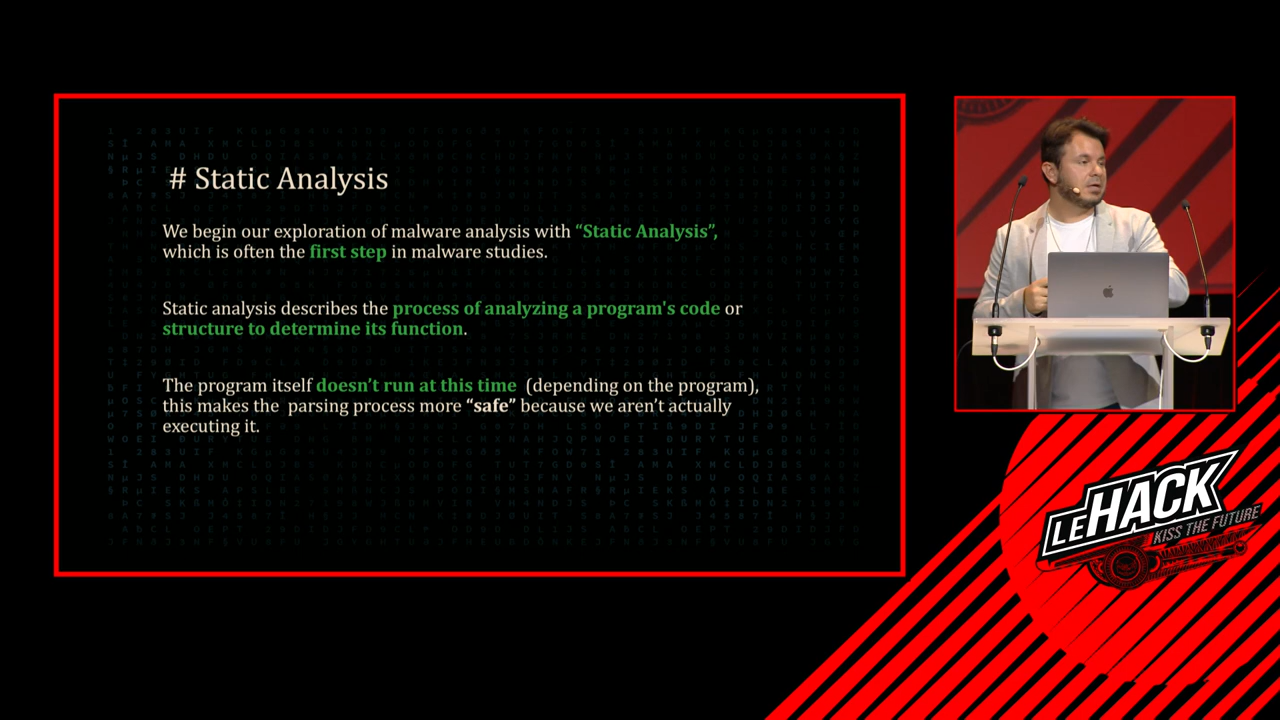 # Static Analysis
We begin our exploration of malware analysis with “Static Analysis”,
which is often the first step in malware studies.
Static analysis describes the process of analyzing a program's code or
structure to determine its function.
The program itself doesn’t run at this time (depending on the program),
this makes the parsing process more “safe” because we aren’t actually
executing it.
LEHACK
KISS THE FUTURE